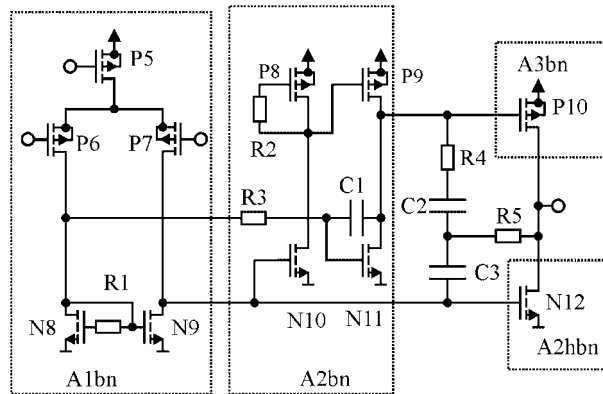 P5
P8
P9
A3bn
P10
P6
P7
R2
R4
R3
C1
C2
R5
R1
C3
N8
N9
N10
N11
N12
A1bn
A2bn
A2hbn